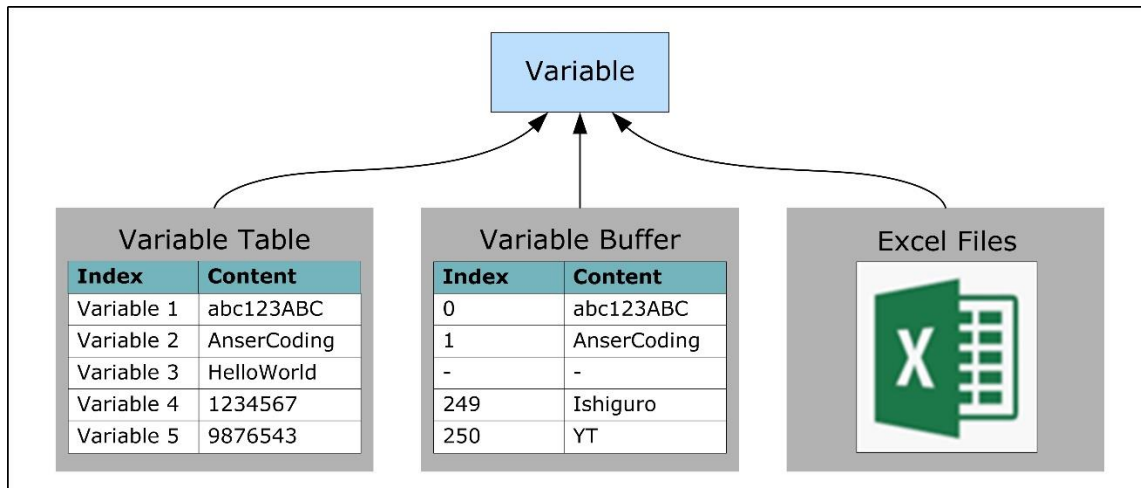 Variable
Variable Table
Index Content
Variable 1 abc123ABC
Variable 2 AnserCoding
Variable 3 HelloWorld
Variable 4 1234567
Variable 5 9876543
Variable Buffer
Index Content
0 abc123ABC
1 AnserCoding
- -
249 Ishiguro
250 YT
Excel Files
X